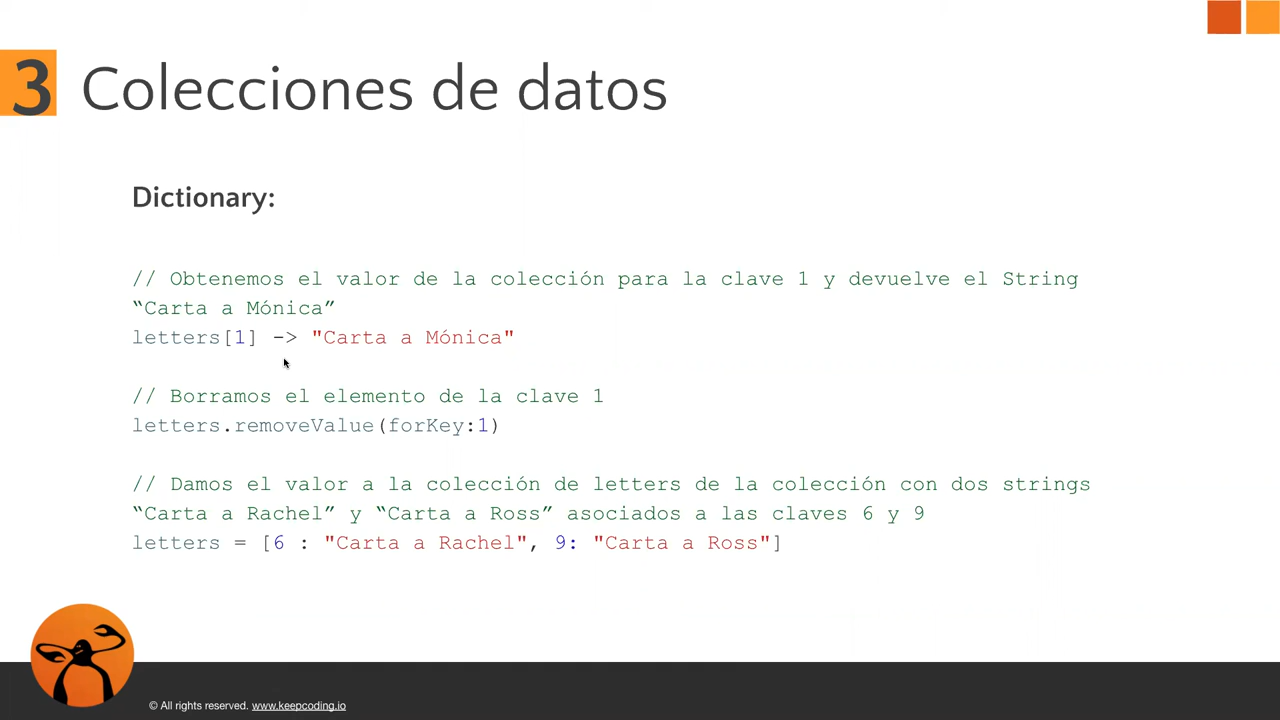 3 Colecciones de datos
Dictionary:
// Obtenemos el valor de la colección para la clave 1 y devuelve el String
“Carta a Mónica”
letters[1] -> "Carta a Mónica"
// Borramos el elemento de la clave 1
letters.removeValue(forKey:1)
// Damos el valor a la colección de letters de la colección con dos strings
“Carta a Rachel” y “Carta a Ross” asociados a las claves 6 y 9
letters = [6 : "Carta a Rachel", 9: "Carta a Ross"]
© All rights reserved. www.keepcoding.io